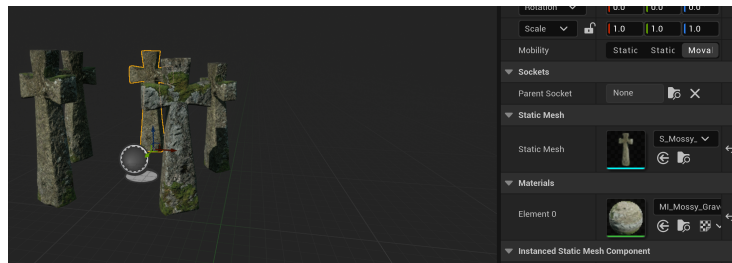 Rotation 0.0 0.0 0.0
Scale 1.0 1.0 1.0
Mobility Static Static Moval
Sockets
Parent Socket None
Static Mesh
Static Mesh S_Mossy_
Materials
Element 0 MI_Mossy_Grav
Instanced Static Mesh Component